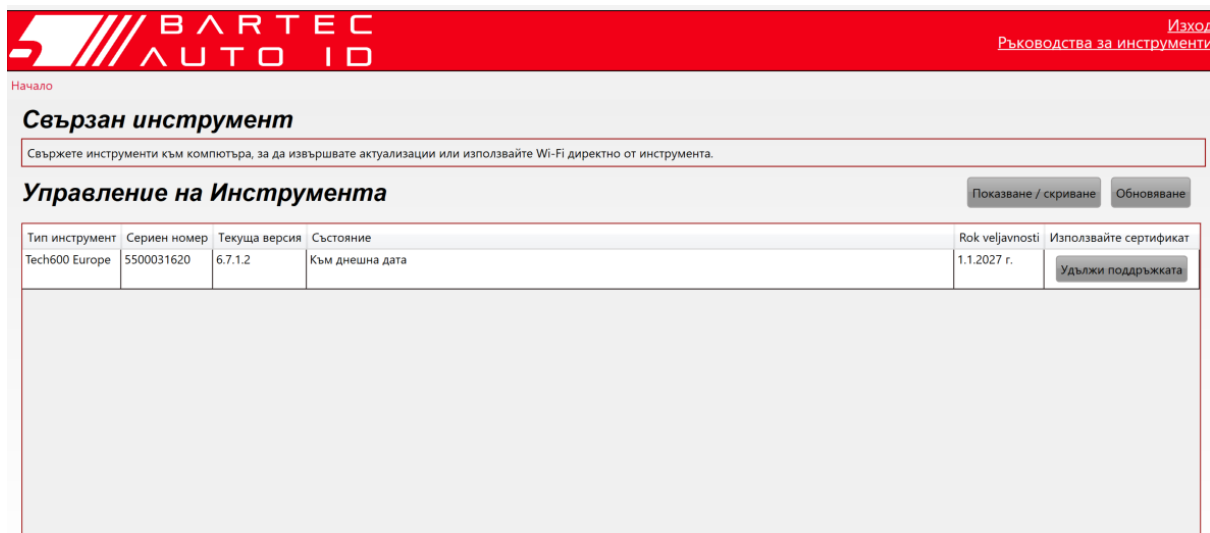 BARTEC
AUTO ID
Изход
Ръководства за инструменти
Начало
Свързан инструмент
Свържете инструменти към компютъра, за да извършвате актуализации или използвайте Wi-Fi директно от инструмента.
Управление на Инструмента
Показване / скриване Обновяване
Тип инструмент Сериен номер Текуща версия Състояние Rok veljavnosti Използвайте сертификат
Tech600 Europe 5500031620 6.7.1.2 Към днешна дата 1.1.2027 г. Удължи поддръжката